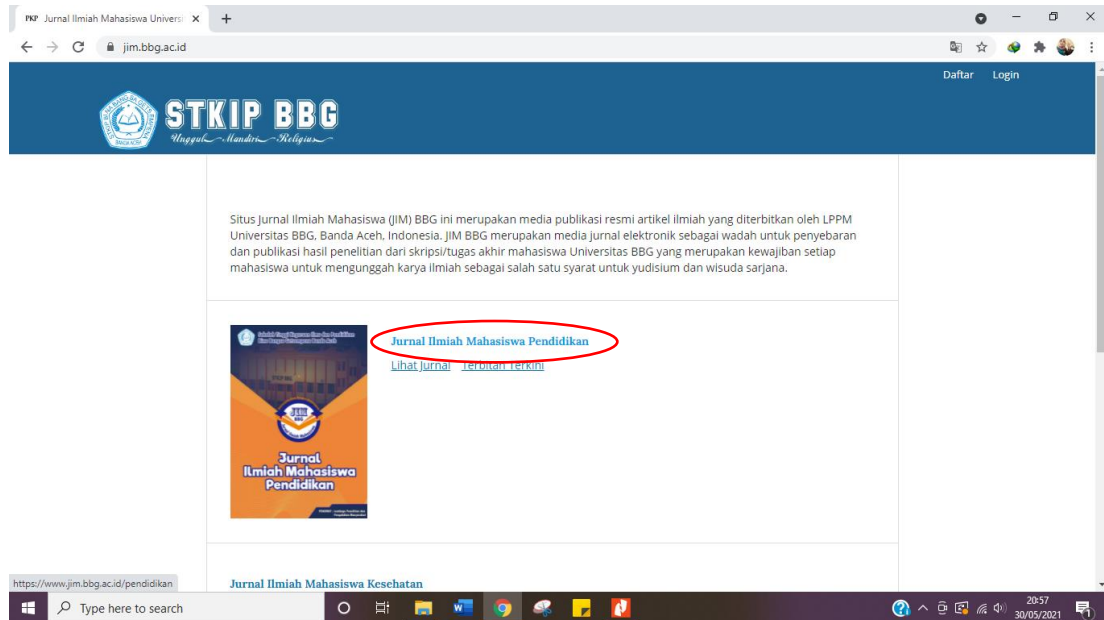 PKP Jurnal Ilmiah Mahasiswa Univers
jim.bbg.ac.id
Daftar Login
STKIP BBG
Unggul Mandiri Religius
BANDA ACEH
Situs Jurnal Ilmiah Mahasiswa (JIM) BBG ini merupakan media publikasi resmi artikel ilmiah yang diterbitkan oleh LPPM
Universitas BBG, Banda Aceh, Indonesia. JIM BBG merupakan media jurnal elektronik sebagai wadah untuk penyebaran
dan publikasi hasil penelitian dari skripsi/tugas akhir mahasiswa Universitas BBG yang merupakan kewajiban setiap
mahasiswa untuk mengunggah karya ilmiah sebagai salah satu syarat untuk yudisium dan wisuda sarjana.
Jurnal Ilmiah Mahasiswa Pendidikan
Lihat Jurnal Terbitan Terkini
JIM
BBG
Jurnal
Ilmiah Mahasiswa
Pendidikan
Jurnal Ilmiah Mahasiswa Kesehatan
https://www.jim.bbg.ac.id/pendidikan
Type here to search
20:57
30/05/2021